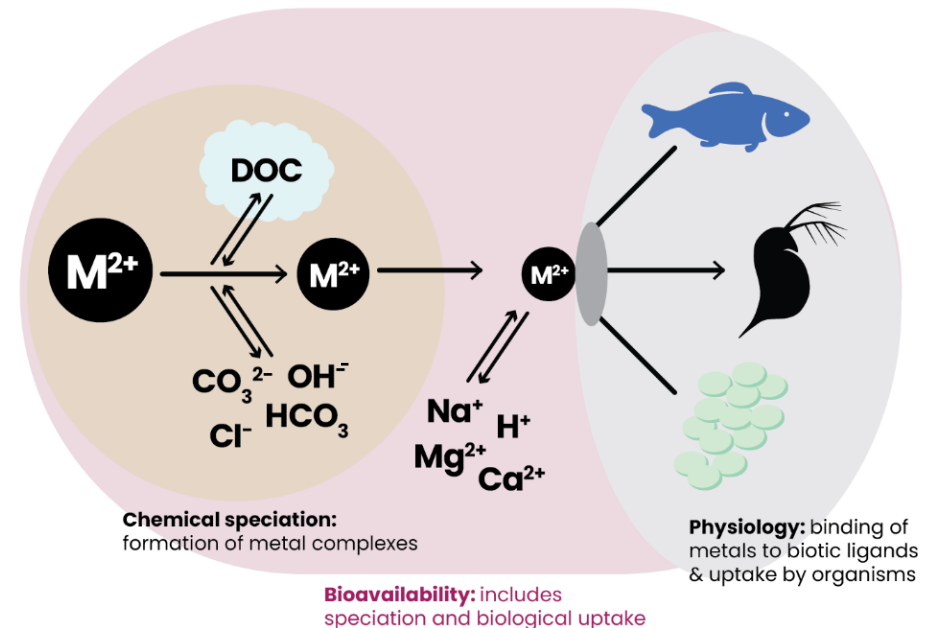 DOC
M²⁺
M²⁺
M²⁺
CO₃²⁻ OH⁻
Cl⁻ HCO₃
Na⁺ H⁺
Mg²⁺ Ca²⁺
Chemical speciation:
formation of metal complexes
Physiology: binding of
metals to biotic ligands
& uptake by organisms
Bioavailability: includes
speciation and biological uptake